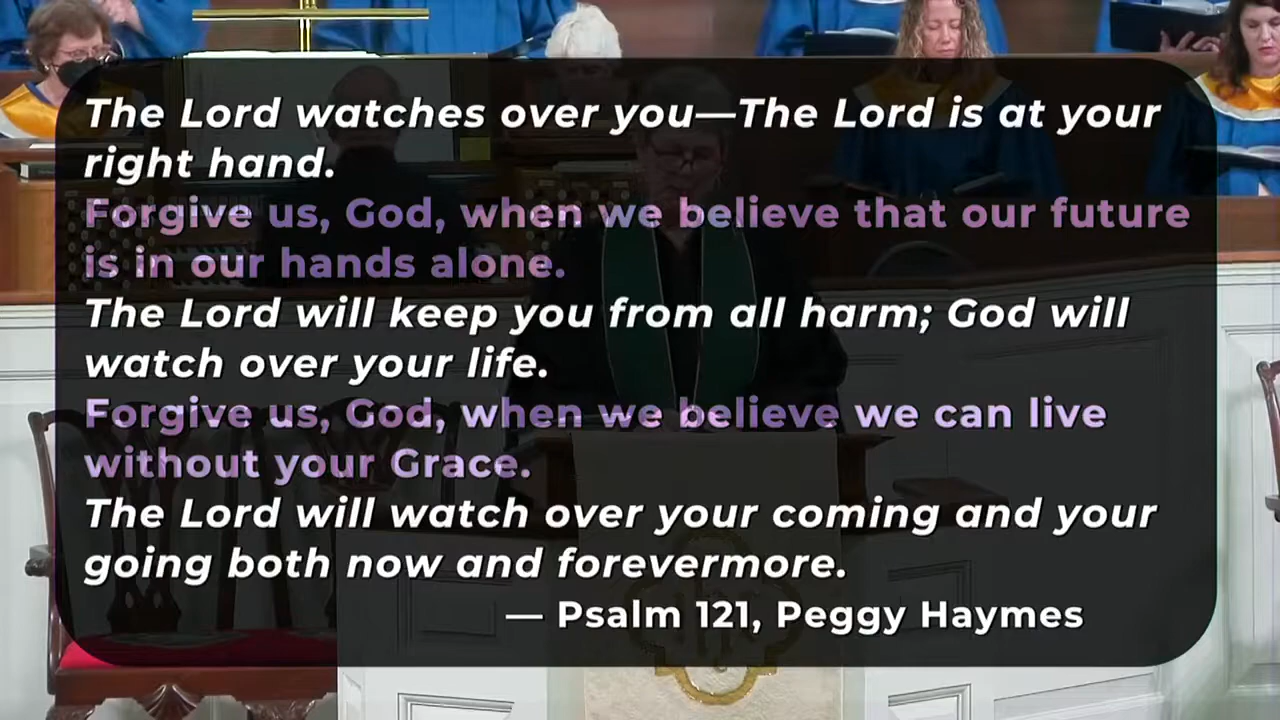 The Lord watches over you—The Lord is at your
right hand.
Forgive us, God, when we believe that our future
is in our hands alone.
The Lord will keep you from all harm; God will
watch over your life.
Forgive us, God, when we believe we can live
without your Grace.
The Lord will watch over your coming and your
going both now and forevermore.
— Psalm 121, Peggy Haymes